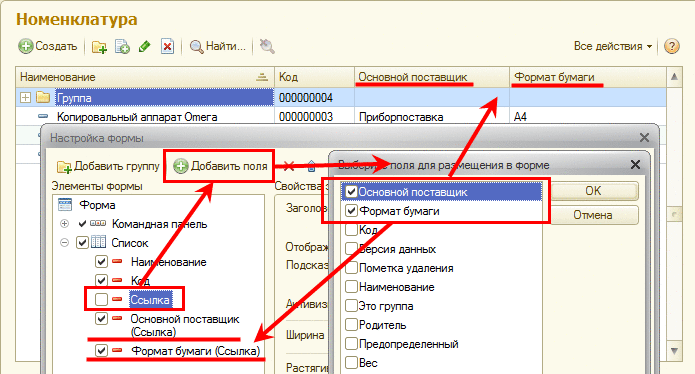 Номенклатура
Создать
Найти...
Все действия
Наименование Код Основной поставщик Формат бумаги
Группа 000000004
Копировальный аппарат Omega 000000003 Приборпоставка А4
Настройка формы
Добавить группу Добавить поля
Элементы формы
Форма
Командная панель
Список
Наименование
Код
Ссылка
Основной поставщик
(Ссылка)
Формат бумаги (Ссылка)
Свойства
Заголо
Отображ
Подсказ
Активиз
Ширина
Растяги
Выберите поля для размещения в форме
Основной поставщик
Формат бумаги
Код
Версия данных
Пометка удаления
Наименование
Это группа
Родитель
Предопределенный
Вес
OK
Отмена